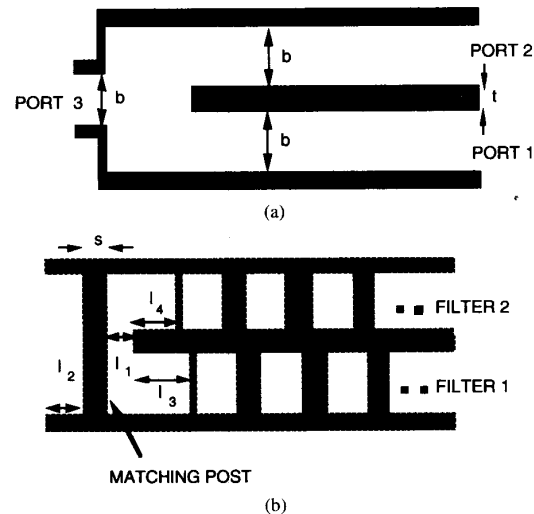 b
b
b
t
PORT 2
PORT 3
PORT 1
(a)
s
l4
l1
l2
l3
FILTER 2
FILTER 1
MATCHING POST
(b)